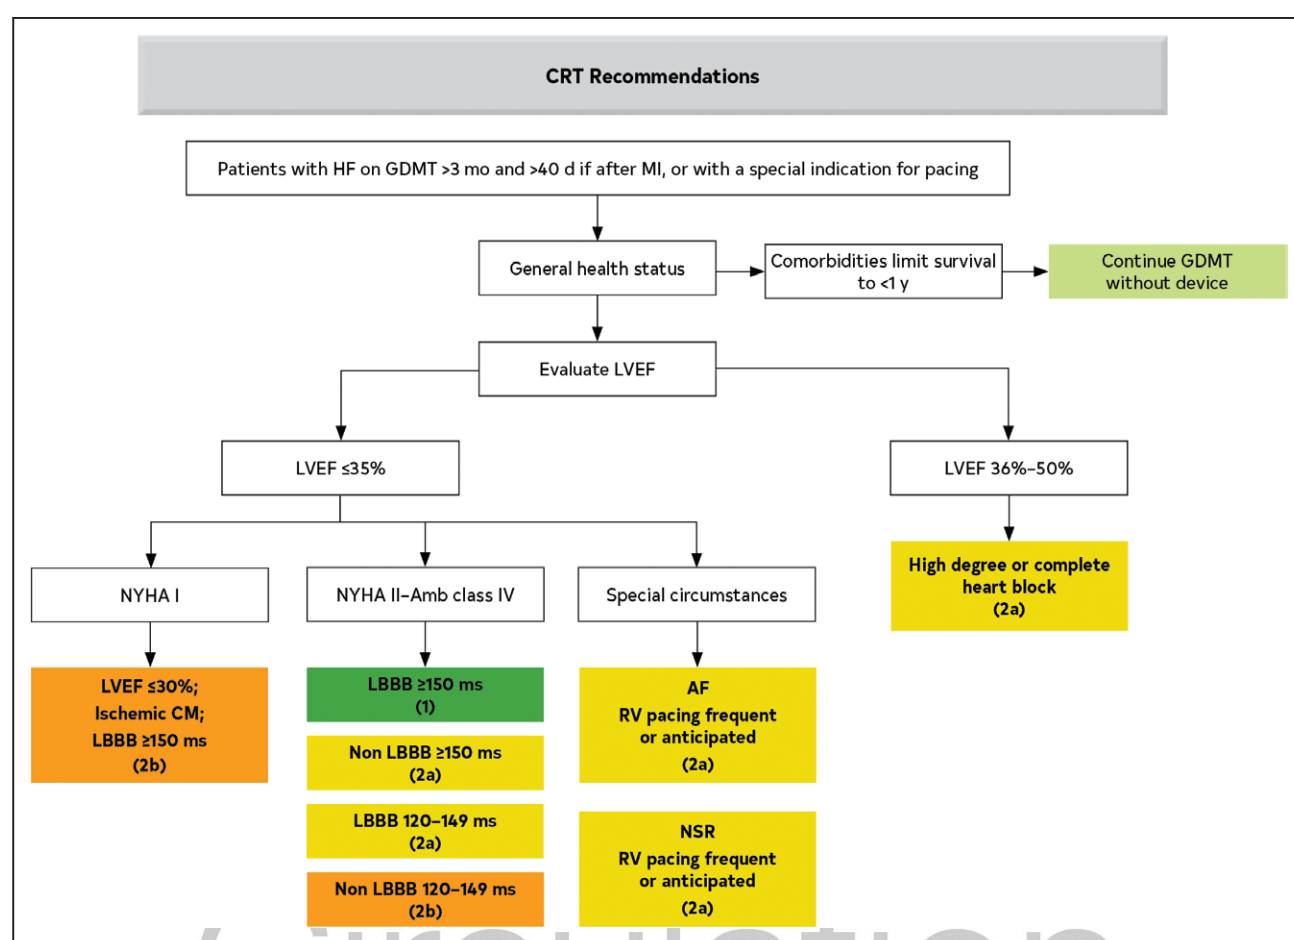 CRT Recommendations
Patients with HF on GDMT >3 mo and >40 d if after MI, or with a special indication for pacing
General health status
Comorbidities limit survival
to <1 y
Continue GDMT
without device
Evaluate LVEF
LVEF ≤35%
LVEF 36%–50%
High degree or complete
heart block
(2a)
NYHA I
NYHA II–Amb class IV
Special circumstances
LVEF ≤30%;
Ischemic CM;
LBBB ≥150 ms
(2b)
LBBB ≥150 ms
(1)
Non LBBB ≥150 ms
(2a)
LBBB 120–149 ms
(2a)
Non LBBB 120–149 ms
(2b)
AF
RV pacing frequent
or anticipated
(2a)
NSR
RV pacing frequent
or anticipated
(2a)